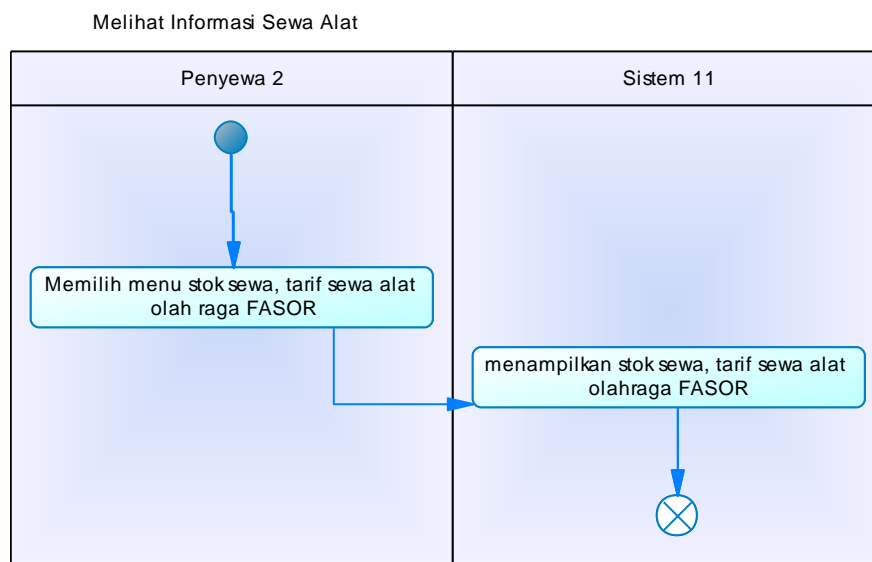 Melihat Informasi Sewa Alat
Penyewa 2
Sistem 11
Memilih menu stok sewa, tarif sewa alat
olah raga FASOR
menampilkan stok sewa, tarif sewa alat
olahraga FASOR